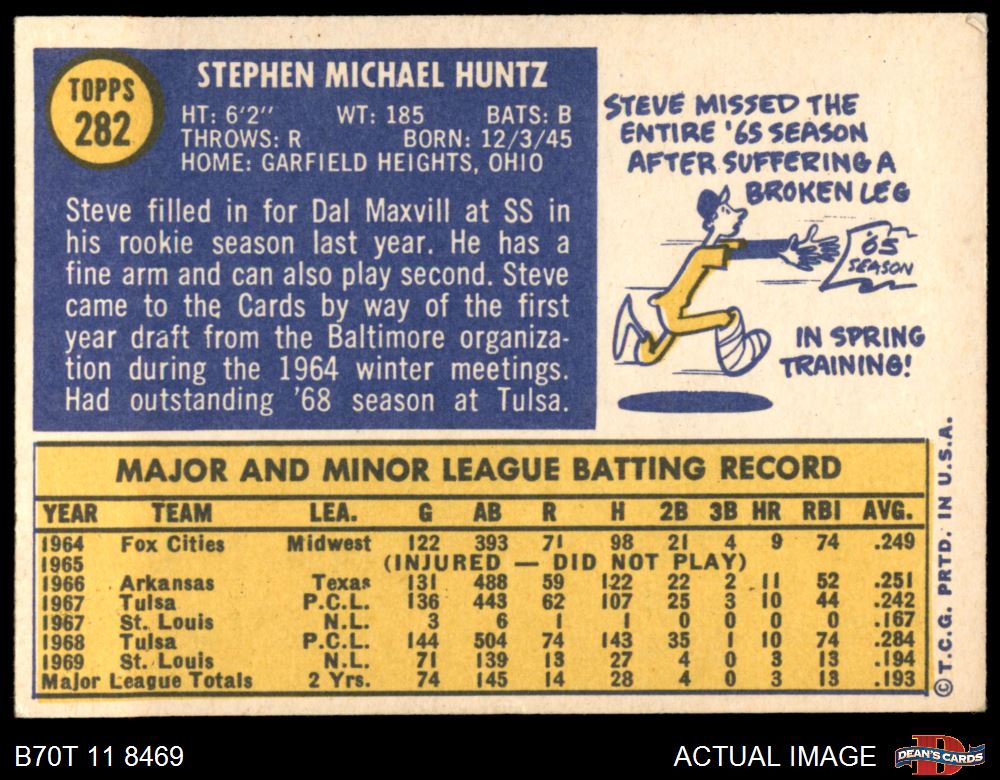 TOPPS
282
STEPHEN MICHAEL HUNTZ
HT: 6'2" WT: 185 BATS: B
THROWS: R BORN: 12/3/45
HOME: GARFIELD HEIGHTS, OHIO
Steve filled in for Dal Maxvill at SS in
his rookie season last year. He has a
fine arm and can also play second. Steve
came to the Cards by way of the first
year draft from the Baltimore organiza-
tion during the 1964 winter meetings.
Had outstanding '68 season at Tulsa.
STEVE MISSED THE
ENTIRE '65 SEASON
AFTER SUFFERING A
BROKEN LEG
'65
SEASON
IN SPRING
TRAINING!
MAJOR AND MINOR LEAGUE BATTING RECORD
YEAR TEAM LEA. G AB R H 2B 3B HR RBI AVG.
1964 Fox Cities Midwest 122 393 71 98 21 4 9 74 .249
1965 (INJURED — DID NOT PLAY)
1966 Arkansas Texas 131 488 59 122 22 2 11 52 .251
1967 Tulsa P.C.L. 136 443 62 107 25 3 10 44 .242
1967 St. Louis N.L. 3 6 1 1 0 0 0 0 .167
1968 Tulsa P.C.L. 144 504 74 143 35 1 10 74 .284
1969 St. Louis N.L. 71 139 13 27 4 0 3 13 .194
Major League Totals 2 Yrs. 74 145 14 28 4 0 3 13 .193
© T.C.G. PRTD. IN U.S.A.
B70T 11 8469
ACTUAL IMAGE
DEAN'S CARDS